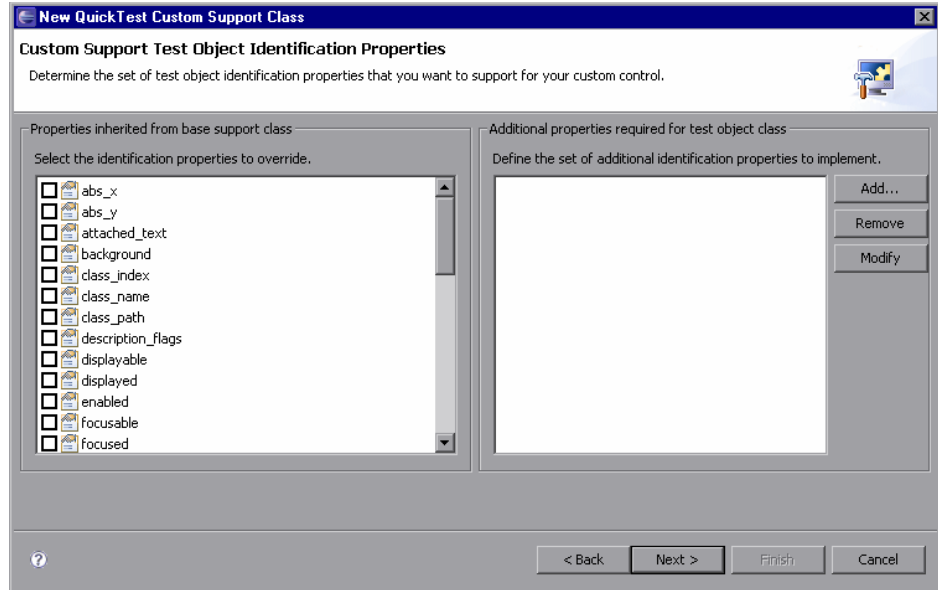 New QuickTest Custom Support Class
Custom Support Test Object Identification Properties
Determine the set of test object identification properties that you want to support for your custom control.
Properties inherited from base support class
Select the identification properties to override.
abs_x
abs_y
attached_text
background
class_index
class_name
class_path
description_flags
displayable
displayed
enabled
focusable
focused
Additional properties required for test object class
Define the set of additional identification properties to implement.
Add...
Remove
Modify
?
< Back
Next >
Finish
Cancel